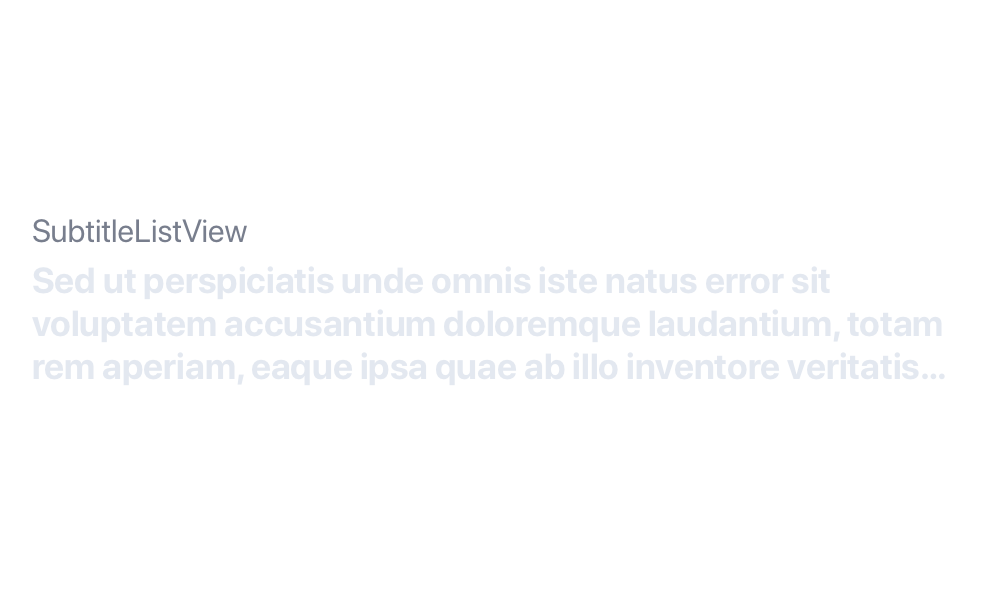 SubtitleListView
Sed ut perspiciatis unde omnis iste natus error sit
voluptatem accusantium doloremque laudantium, totam
rem aperiam, eaque ipsa quae ab illo inventore veritatis...